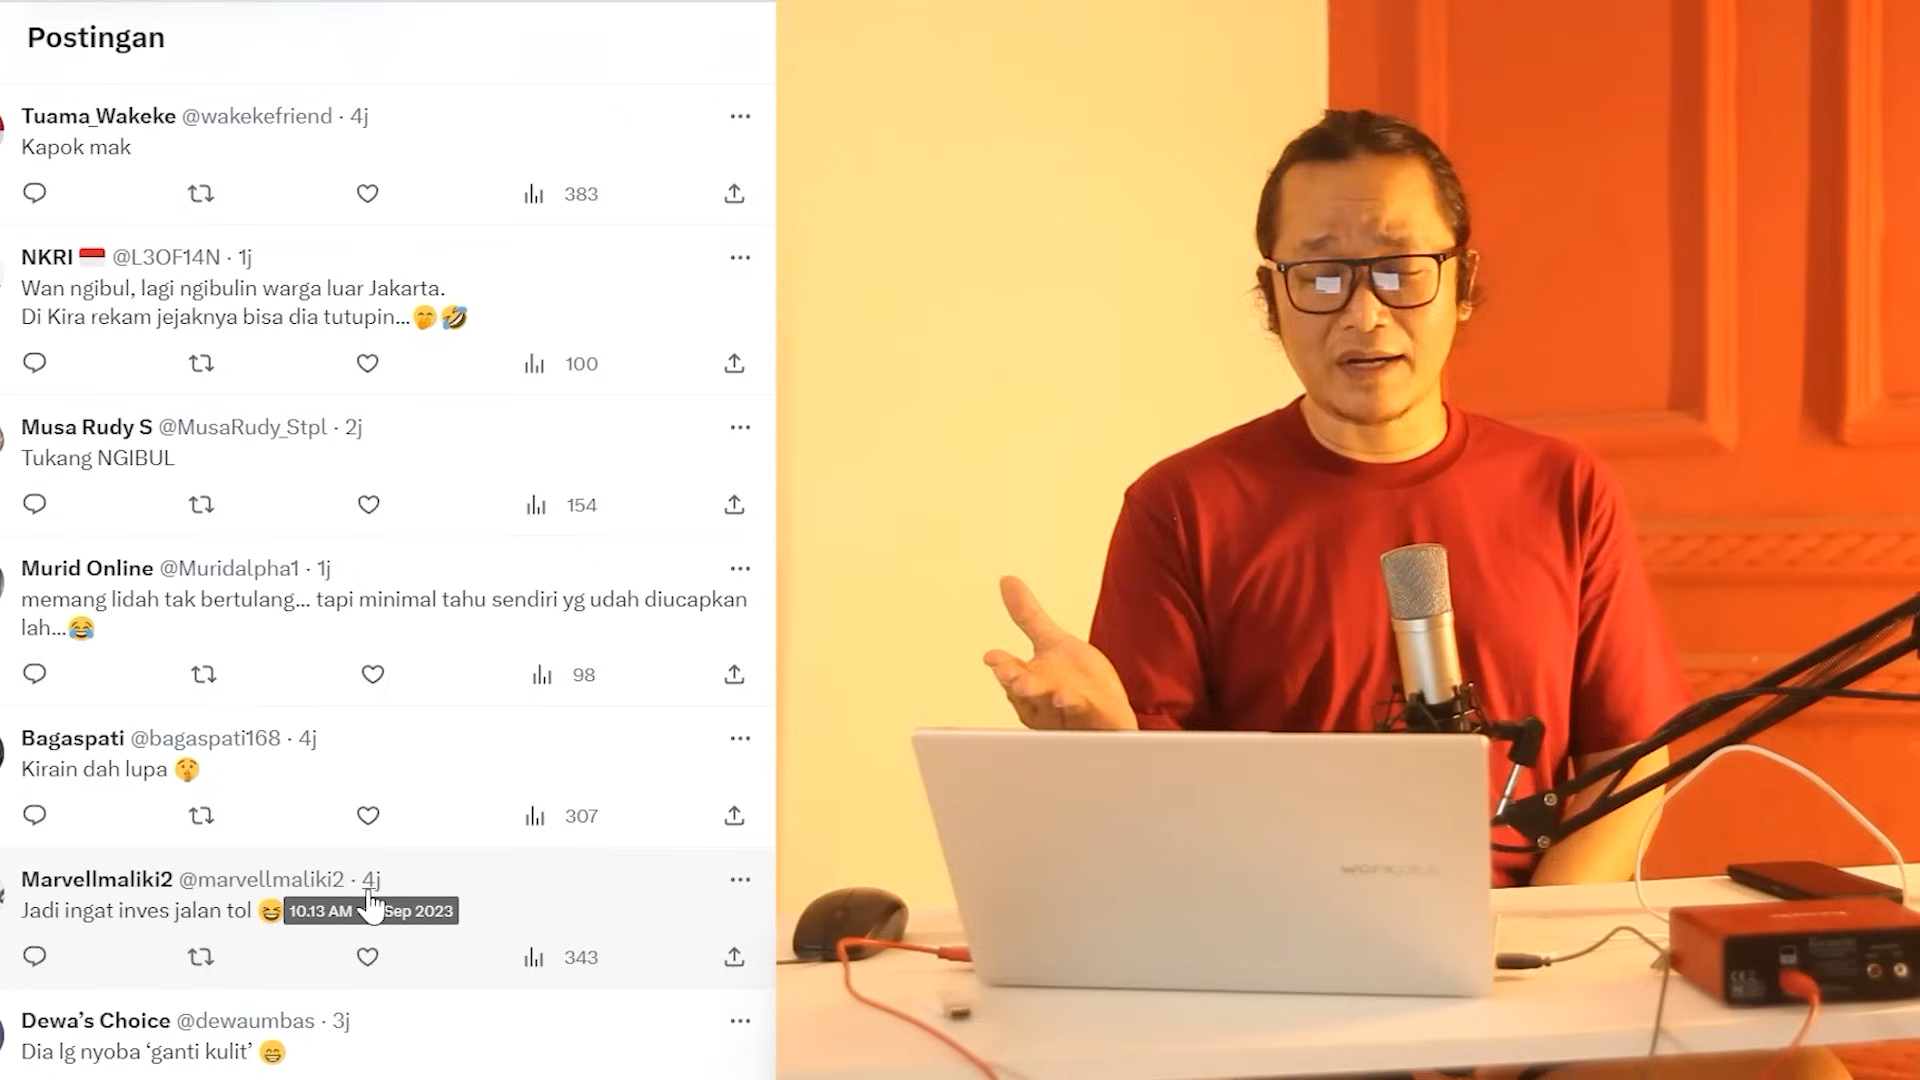 Postingan
Tuama_Wakeke @wakekefriend · 4j
Kapok mak
383
NKRI 🇮🇩 @L3OF14N · 1j
Wan ngibul, lagi ngibulin warga luar Jakarta.
Di Kira rekam jejaknya bisa dia tutupin...🤭🤣
100
Musa Rudy S @MusaRudy_Stpl · 2j
Tukang NGIBUL
154
Murid Online @Muridalpha1 · 1j
memang lidah tak bertulang... tapi minimal tahu sendiri yg udah diucapkan
lah...😂
98
Bagaspati @bagaspati168 · 4j
Kirain dah lupa 🤫
307
Marvellmaliki2 @marvellmaliki2 · 4j
Jadi ingat inves jalan tol 😆
10.13 AM Sep 2023
343
Dewa's Choice @dewaumbas · 3j
Dia lg nyoba ‘ganti kulit’ 😁